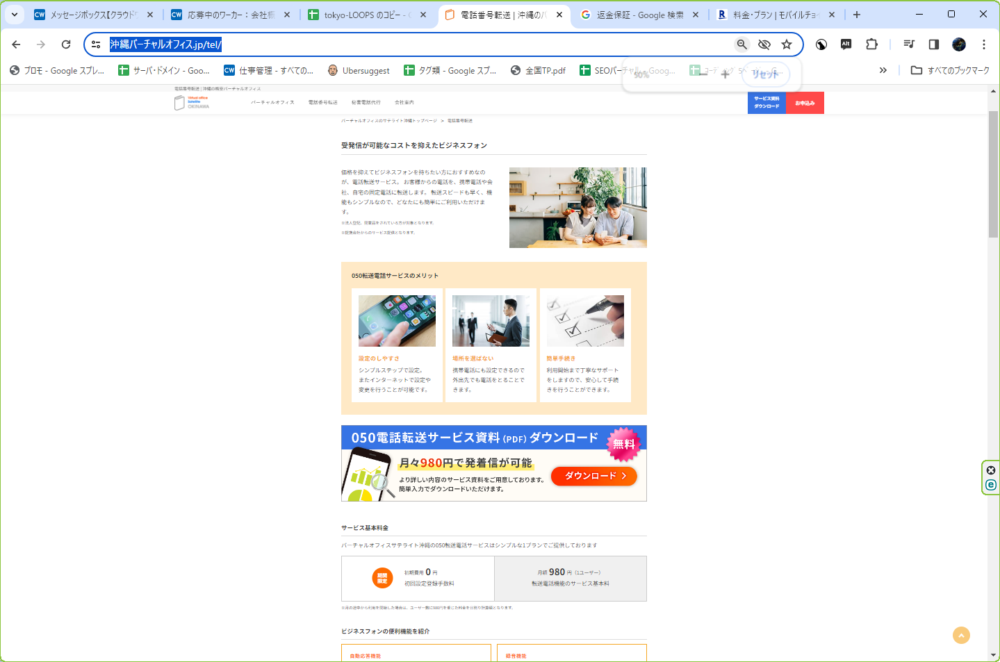 メッセージボックス【クラウドワ
応募中のワーカー：会社概
tokyo-LOOPS のコピー - G
電話番号転送 | 沖縄のバ
返金保証 - Google 検索
料金・プラン | モバイルチョイ
沖縄バーチャルオフィス.jp/tel/
プロモ - Google スプレ...
サーバ・ドメイン - Goo...
仕事管理 - すべての...
Ubersuggest
タグ類 - Google スプ...
全国TP.pdf
SEOバーチャル - Goog...
すべてのブックマーク
50%
リセット
電話番号転送 | 沖縄の格安バーチャルオフィス
Virtual-office
Satellite
OKINAWA
バーチャルオフィス
電話番号転送
秘書電話代行
会社案内
サービス資料
ダウンロード
お申込み
バーチャルオフィスのサテライト沖縄トップページ > 電話番号転送
受発信が可能なコストを抑えたビジネスフォン
価格を抑えてビジネスフォンを持ちたい方におすすめなの
が、電話転送サービス。 お客様からの電話を、携帯電話や会
社、自宅の固定電話に転送します。 転送スピードも早く、機
能もシンプルなので、どなたにも簡単にご利用いただけま
す。
※法人登記、開業届をされている方が対象となります。
※提携会社からのサービス提供となります。
050転送電話サービスのメリット
設定のしやすさ
シンプルステップで設定。
またインターネットで設定や
変更を行うことが可能です。
場所を選ばない
携帯電話にも設定できるので
外出先でも電話をとることで
きます。
簡単手続き
利用開始まで丁寧なサポート
をしますので、安心して手続
きを行うことができます。
050電話転送サービス資料（PDF）ダウンロード
無料
月々980円で発着信が可能
より詳しい内容のサービス資料をご用意しております。
簡単入力でダウンロードいただけます。
ダウンロード
サービス基本料金
バーチャルオフィスサテライト沖縄の050転送電話サービスはシンプルな1プランでご提供しております
期間
限定
初期費用 0 円
初回設定登録手数料
月額 980 円（1ユーザー）
転送電話機能のサービス基本料
※月の途中から利用を開始した場合は、ユーザー数に980円を乗じた料金を日割り計算額となります。
ビジネスフォンの便利機能を紹介
自動応答機能
録音機能